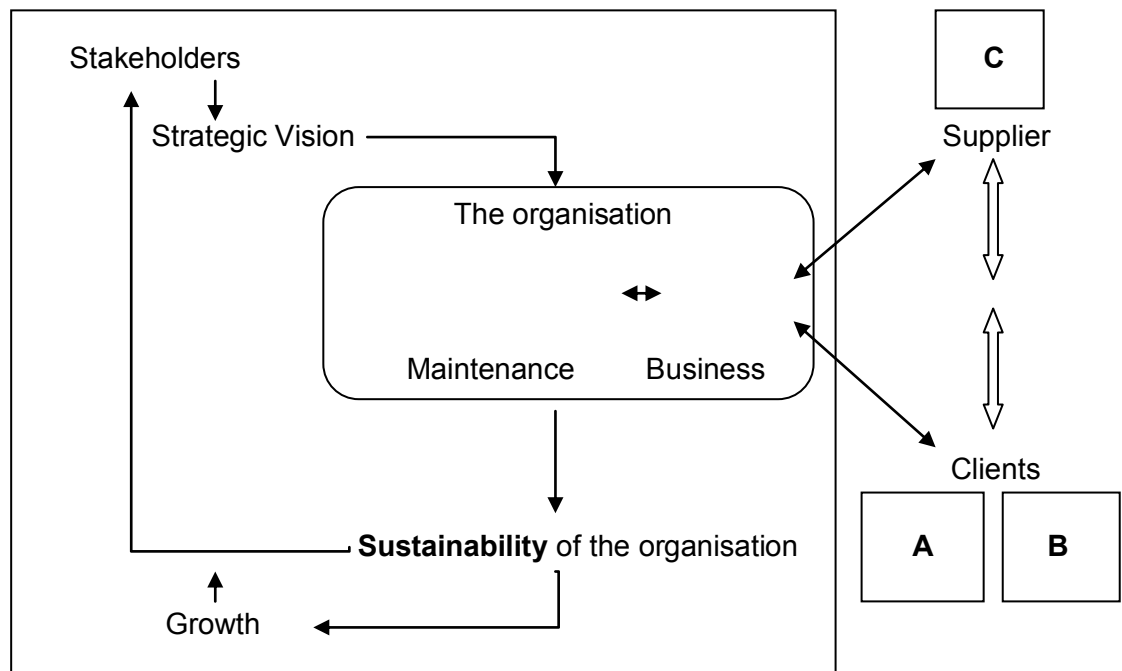 Stakeholders
C
Strategic Vision
Supplier
The organisation
Maintenance
Business
Clients
Sustainability of the organisation
A
B
Growth